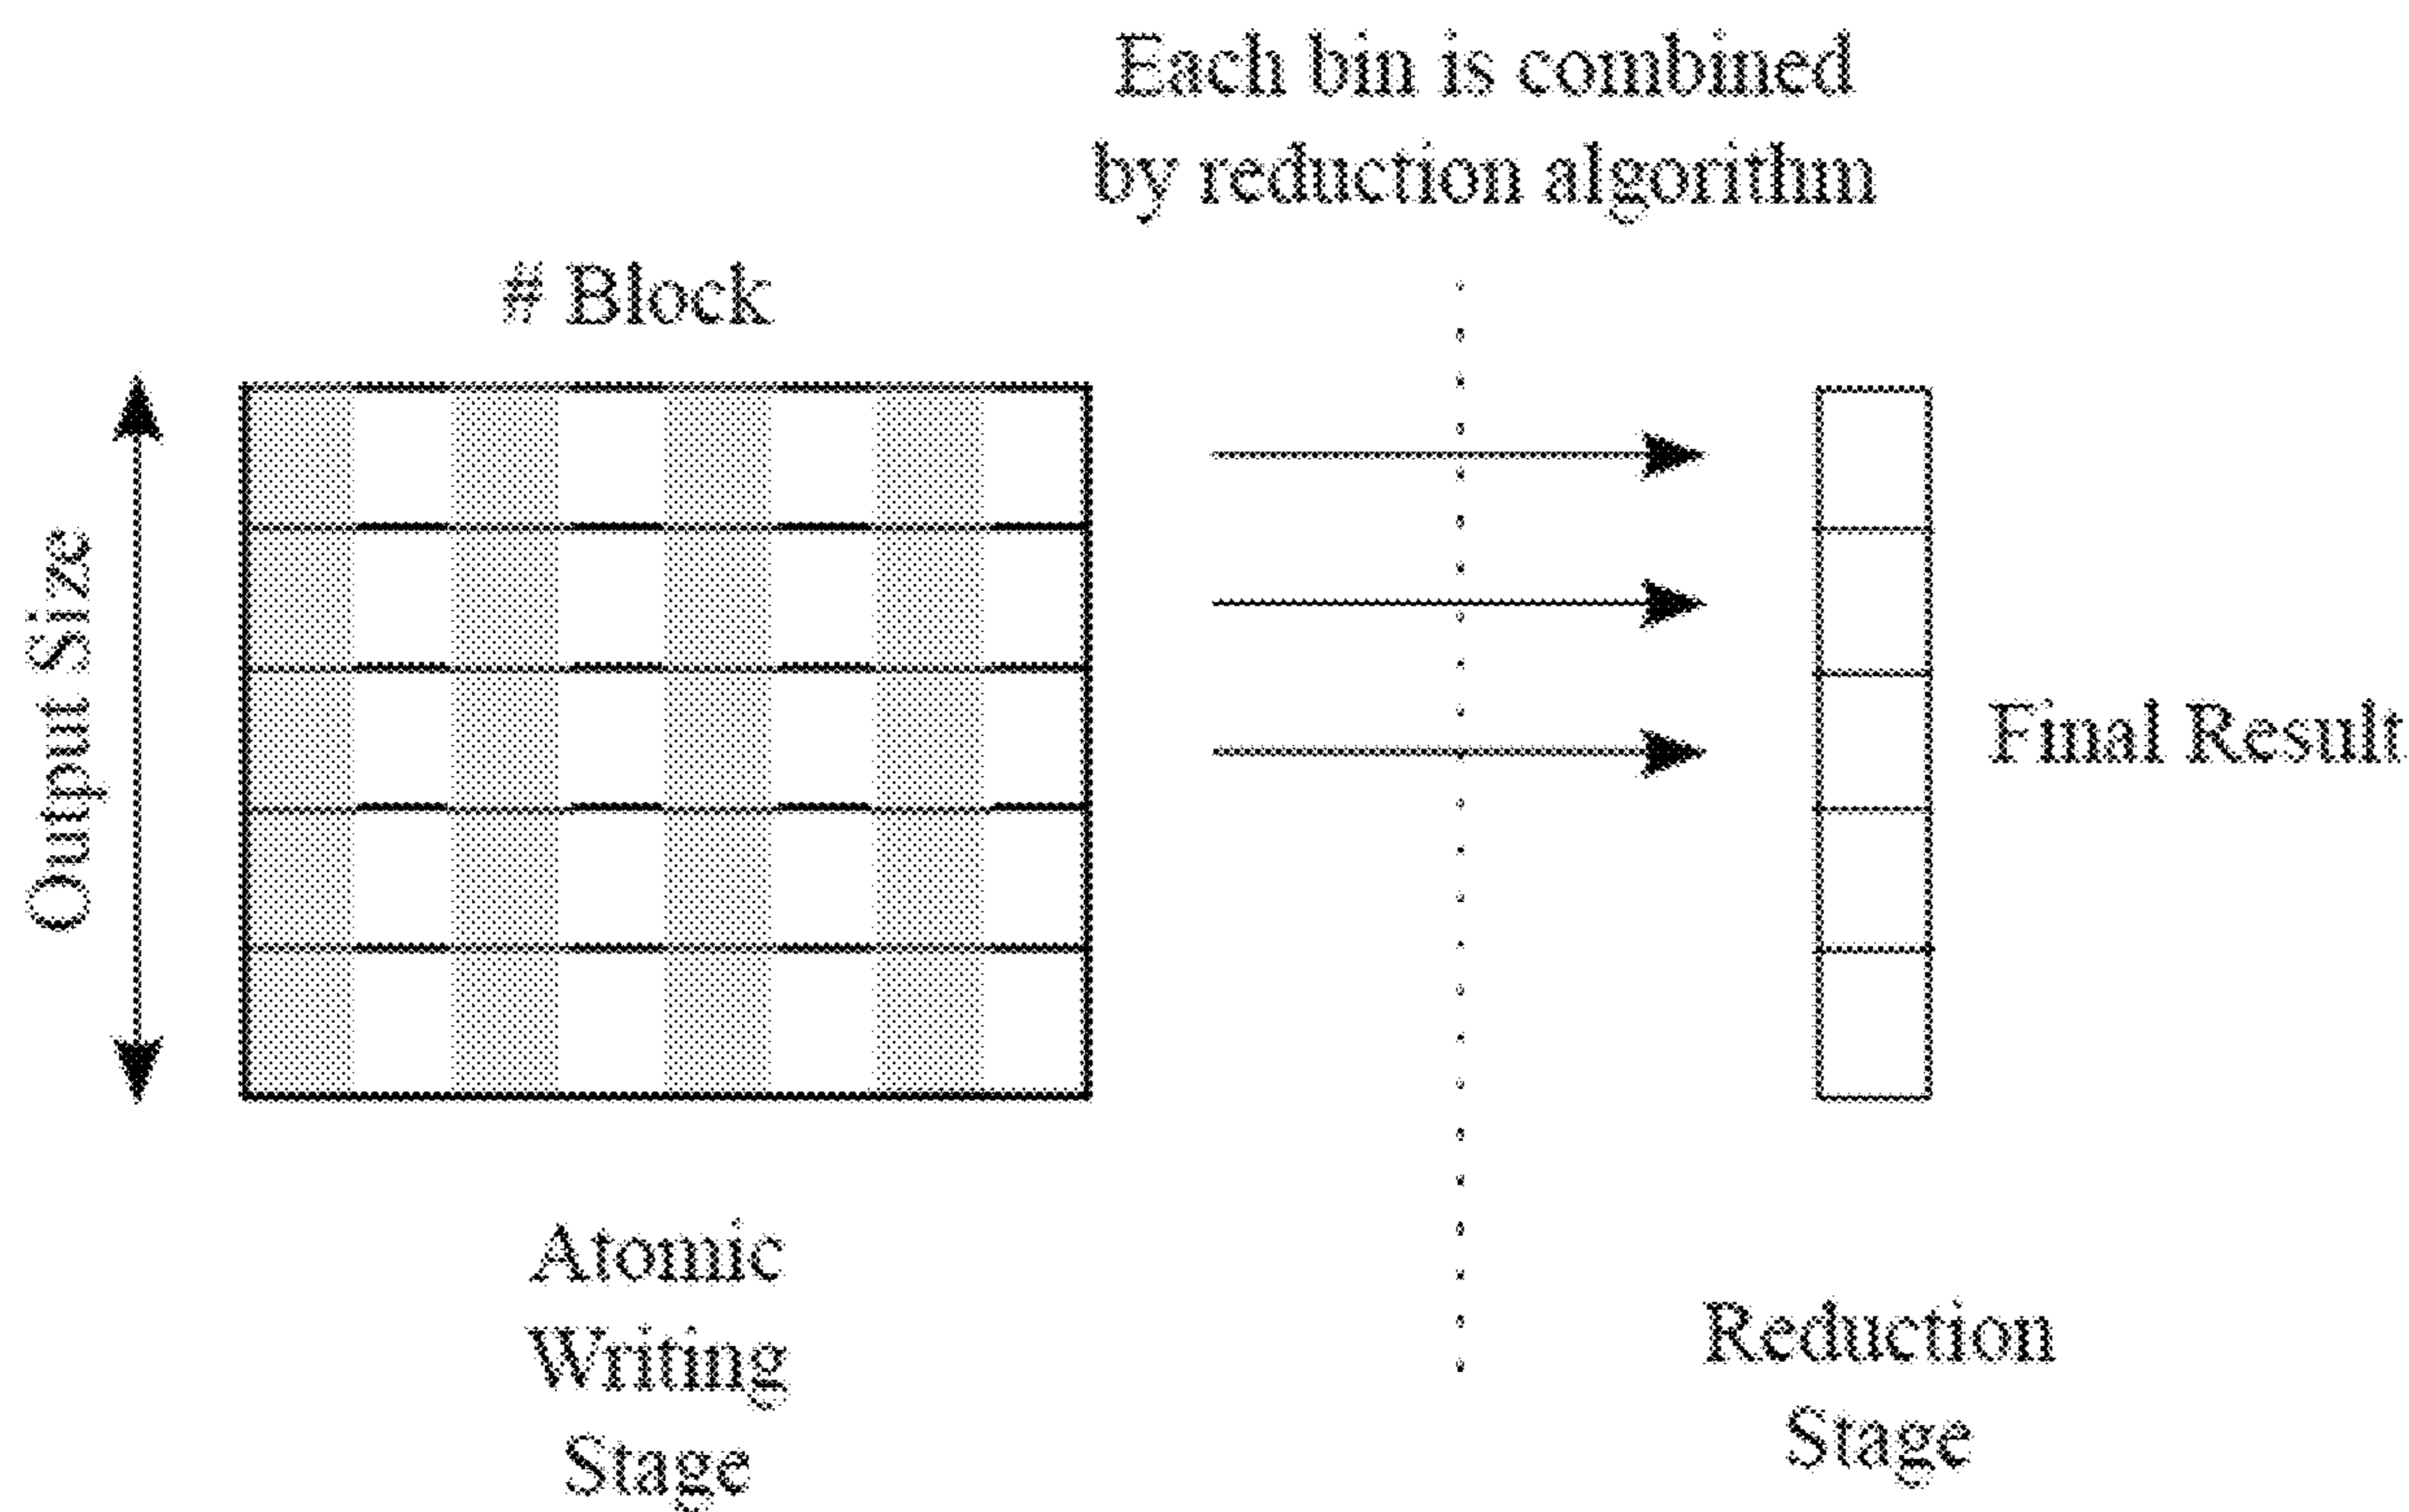 Each bin is combined
by reduction algorithm
# Block
Output Size
Final Result
Atomic
Writing
Stage
Reduction
Stage